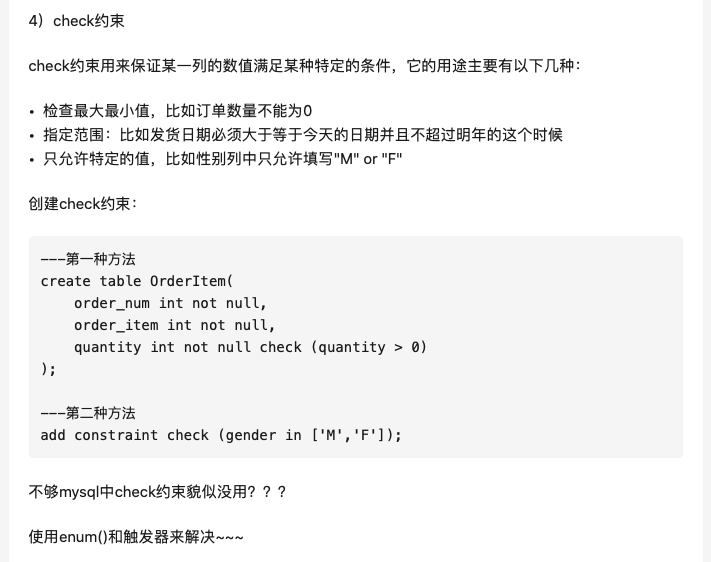 4）check约束
check约束用来保证某一列的数值满足某种特定的条件，它的用途主要有以下几种：
• 检查最大最小值，比如订单数量不能为0
• 指定范围：比如发货日期必须大于等于今天的日期并且不超过明年的这个时候
• 只允许特定的值，比如性别列中只允许填写"M" or "F"
创建check约束：
---第一种方法
create table OrderItem(
    order_num int not null,
    order_item int not null,
    quantity int not null check (quantity > 0)
);
---第二种方法
add constraint check (gender in ['M','F']);
不够mysql中check约束貌似没用？？？
使用enum()和触发器来解决~~~